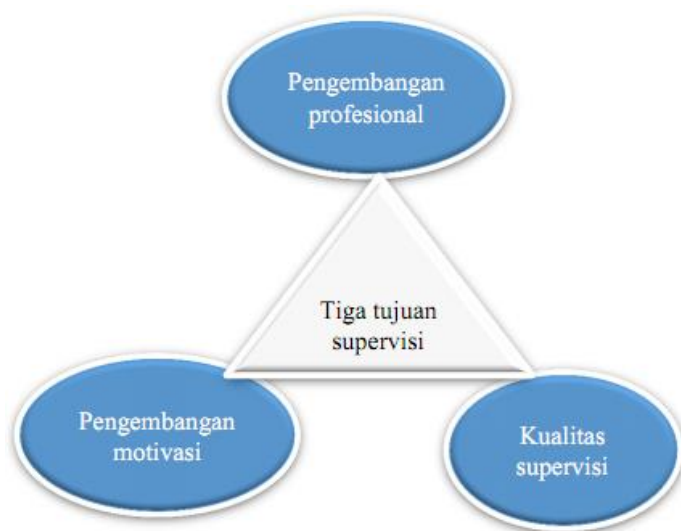 Pengembangan
profesional
Tiga tujuan
supervisi
Pengembangan
motivasi
Kualitas
supervisi